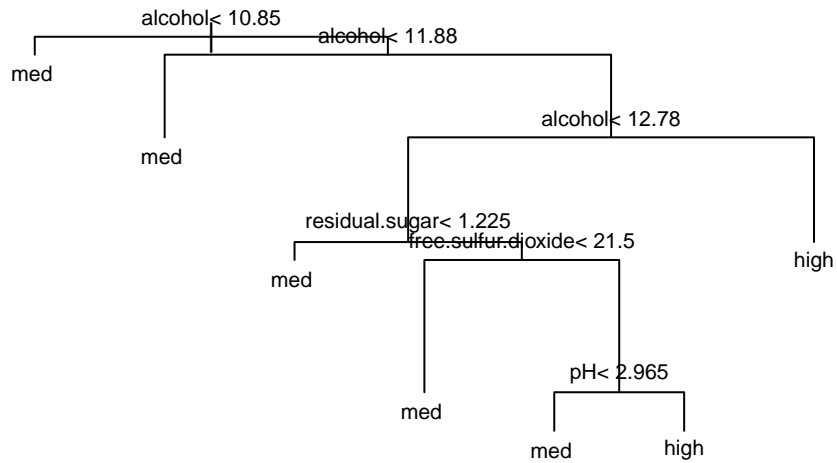 alcohol< 10.85
alcohol< 11.88
med
alcohol< 12.78
med
residual.sugar< 1.225
free.sulfur.dioxide< 21.5
high
med
pH< 2.965
med
med
high